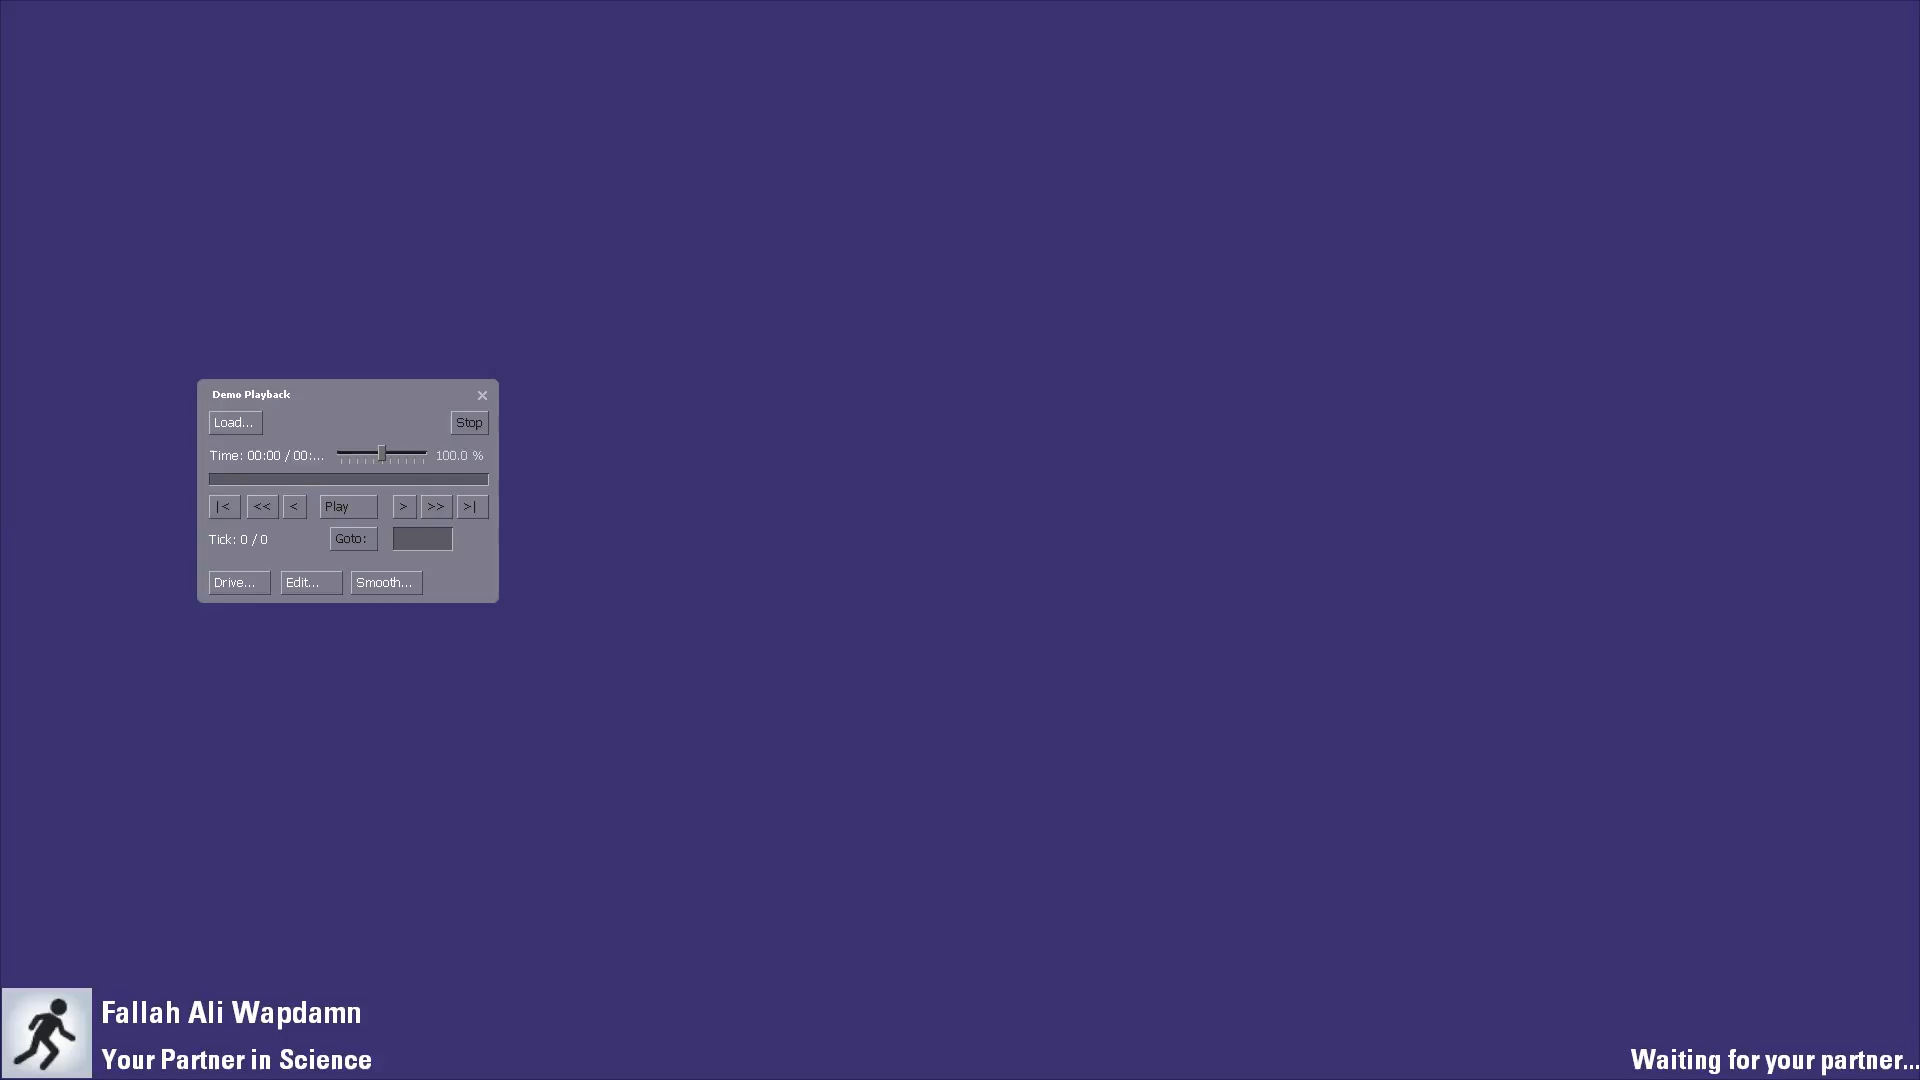 Demo Playback
Load...
Stop
Time: 00:00 / 00:...
100.0 %
|<
<<
<
Play
>
>>
>|
Tick: 0 / 0
Goto:
Drive...
Edit...
Smooth...
Fallah Ali Wapdamn
Your Partner in Science
Waiting for your partner...